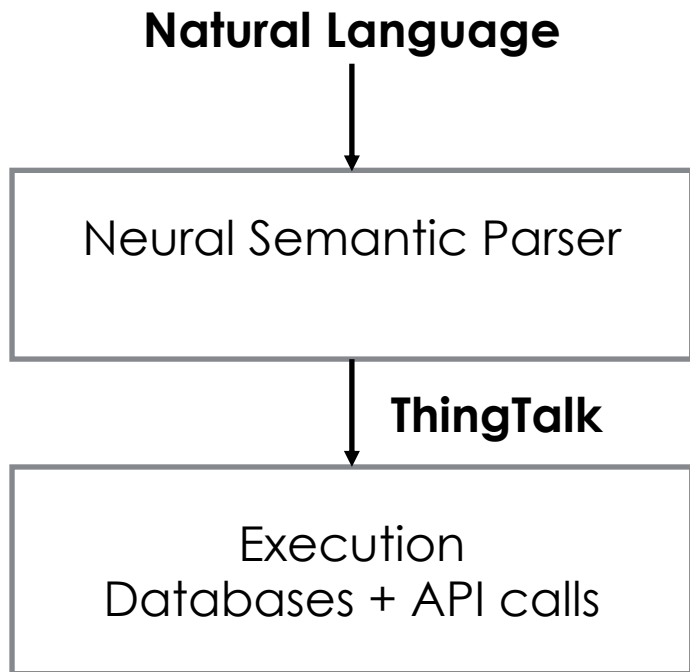 Natural Language
Neural Semantic Parser
ThingTalk
Execution
Databases + API calls